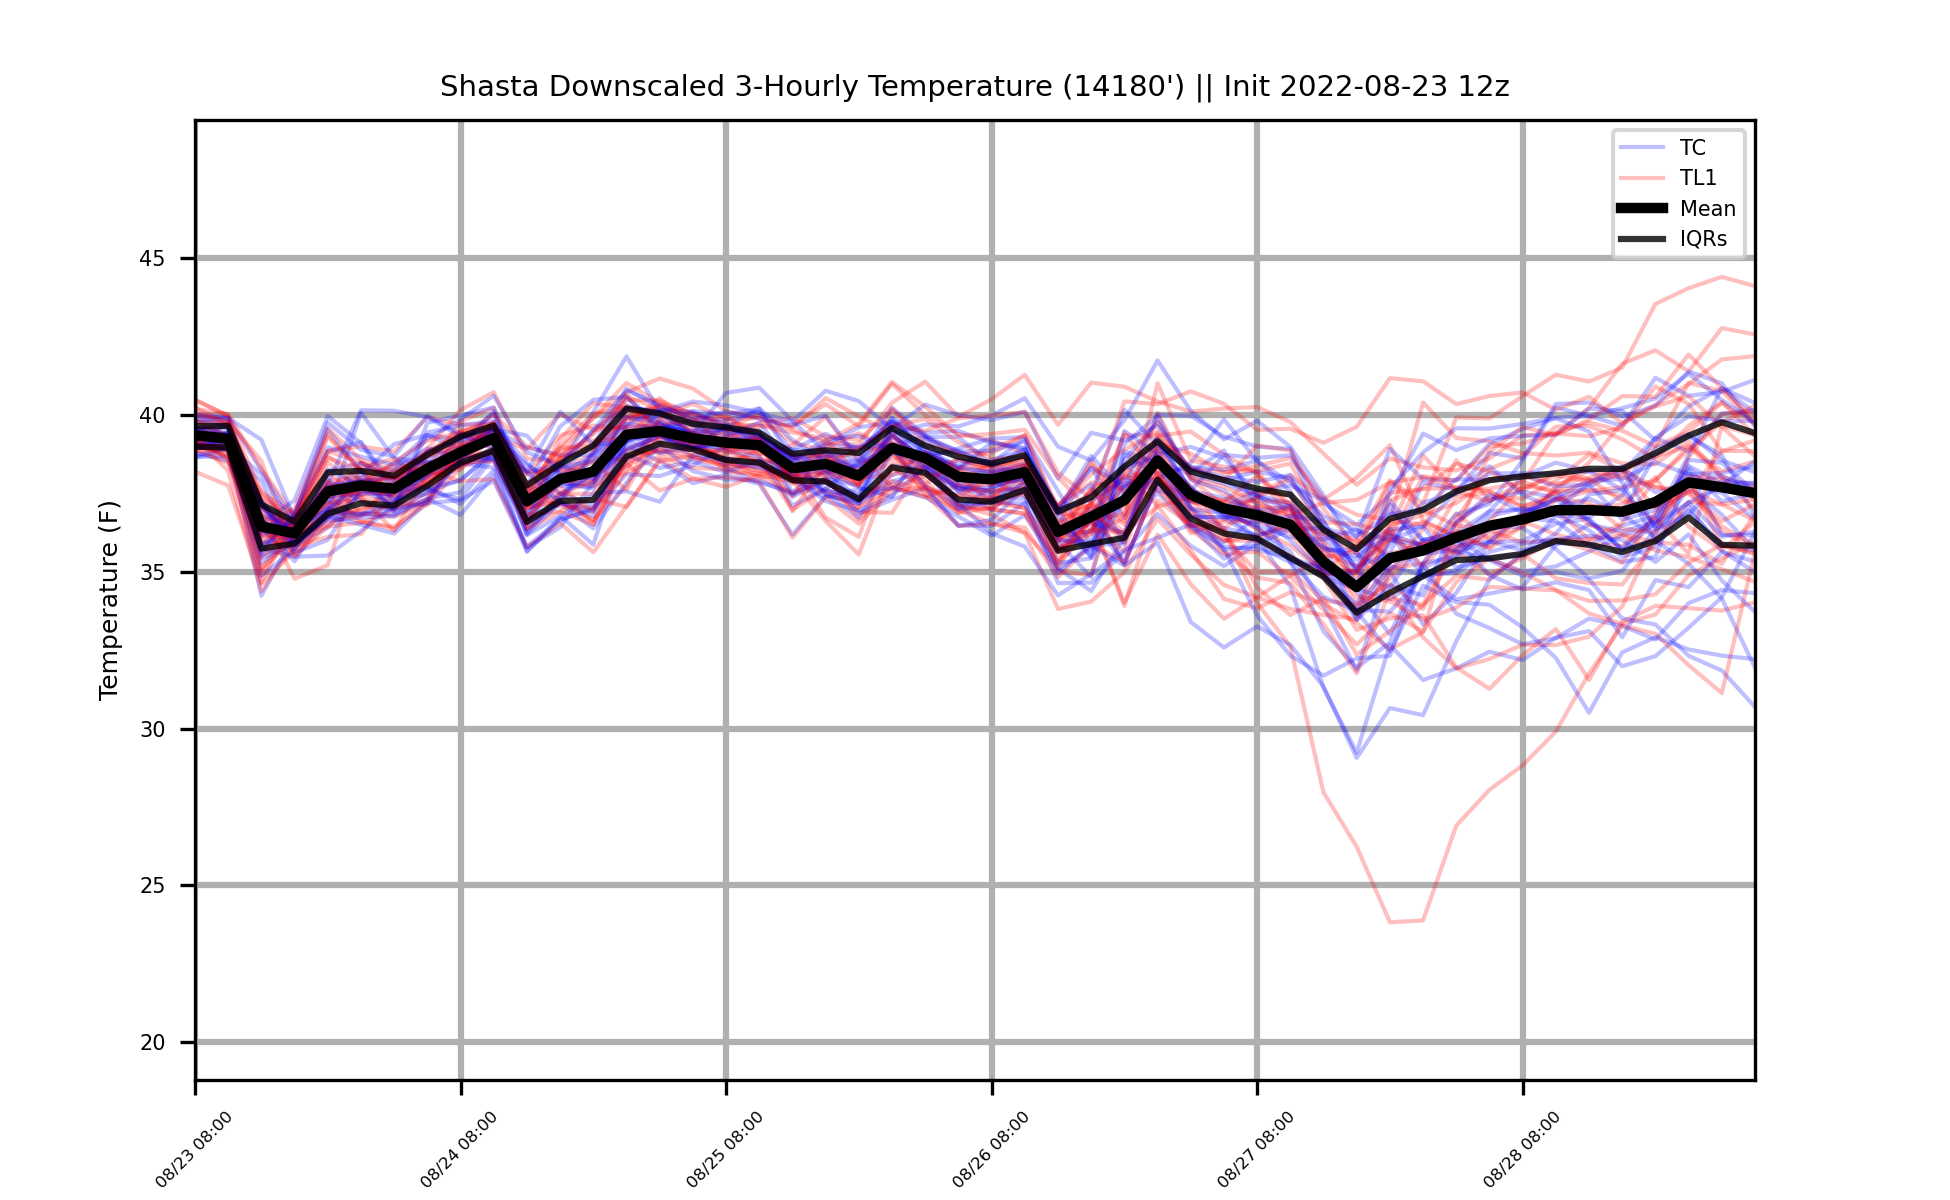 Shasta Downscaled 3-Hourly Temperature (14180') || Init 2022-08-23 12z
TC
TL1
Mean
IQRs
Temperature (F)
45
40
35
30
25
20
08/23 08:00
08/24 08:00
08/25 08:00
08/26 08:00
08/27 08:00
08/28 08:00